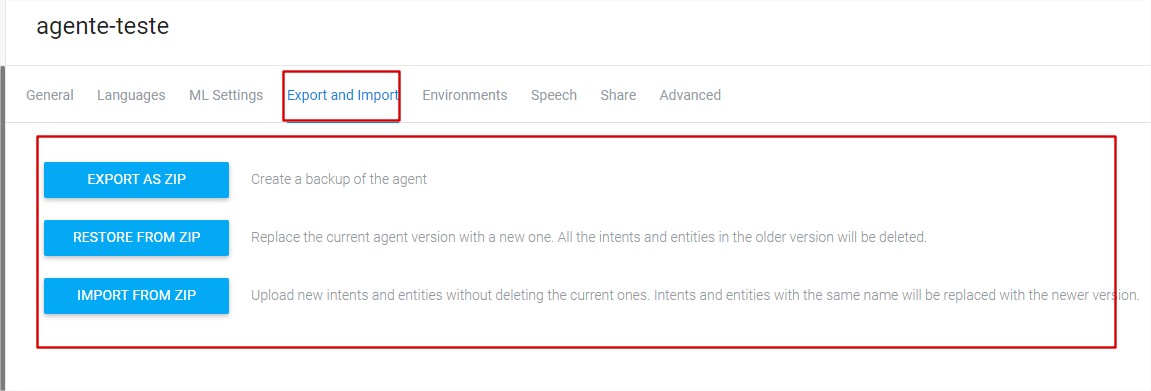 agente-teste
General Languages ML Settings Export and Import Environments Speech Share Advanced
EXPORT AS ZIP Create a backup of the agent
RESTORE FROM ZIP Replace the current agent version with a new one. All the intents and entities in the older version will be deleted.
IMPORT FROM ZIP Upload new intents and entities without deleting the current ones. Intents and entities with the same name will be replaced with the newer version.